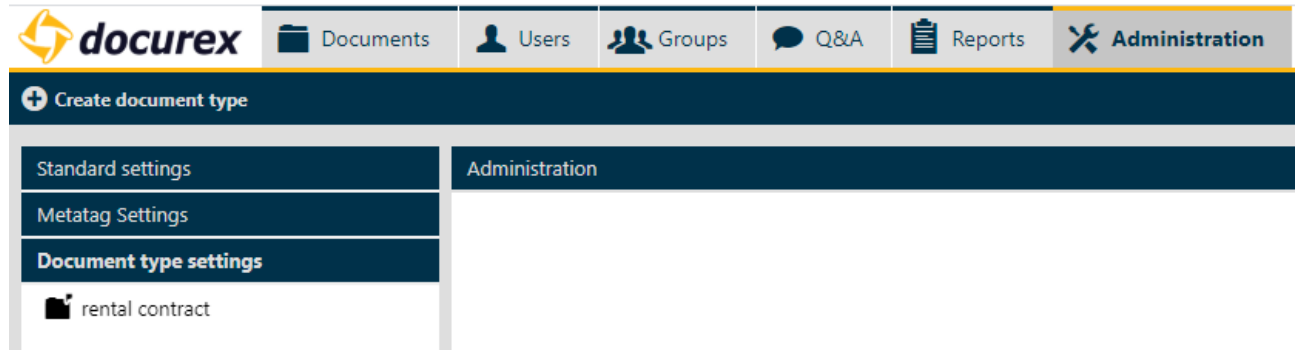 docurex Documents Users Groups Q&A Reports Administration
Create document type
Standard settings
Administration
Metatag Settings
Document type settings
rental contract